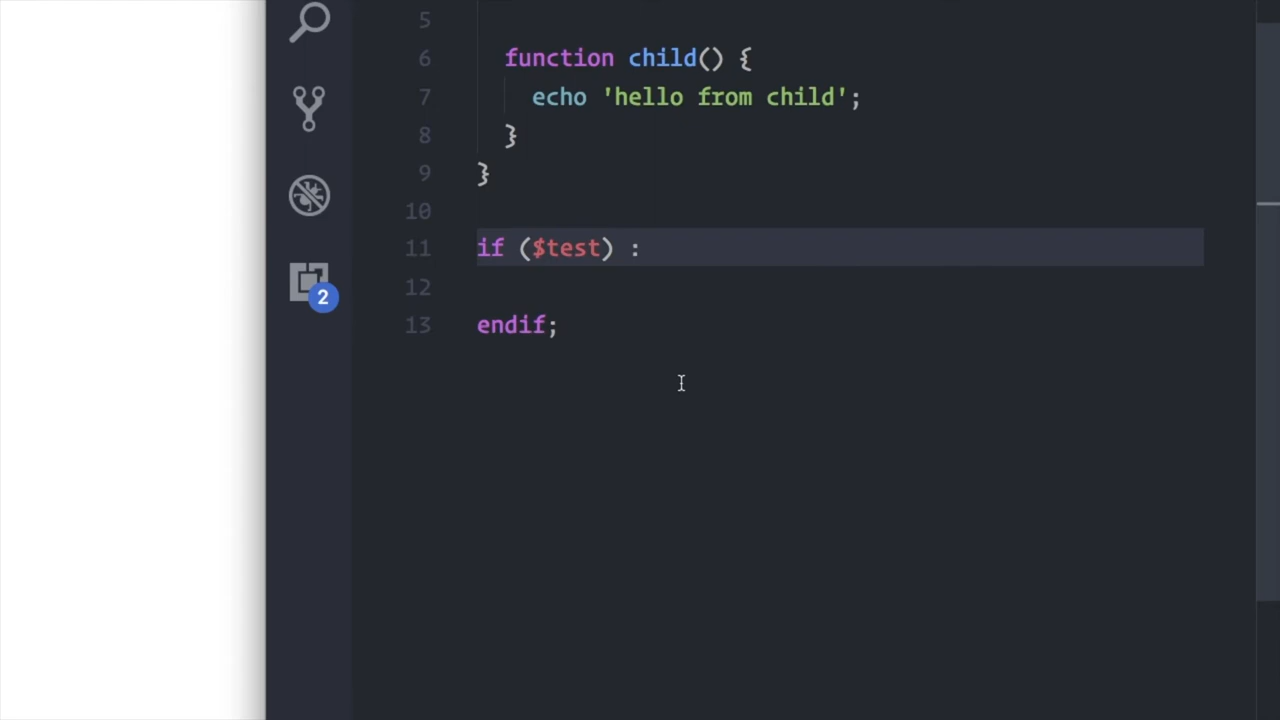 5
6 function child() {
7 echo 'hello from child';
8 }
9 }
10
11 if ($test) :
12
13 endif;
2